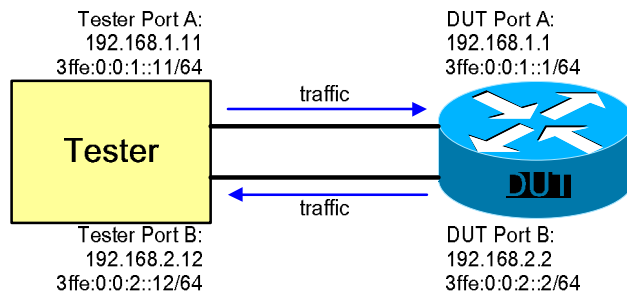 Tester Port A:
192.168.1.11
3ffe:0:0:1::11/64
DUT Port A:
192.168.1.1
3ffe:0:0:1::1/64
traffic
Tester
DUT
traffic
Tester Port B:
192.168.2.12
3ffe:0:0:2::12/64
DUT Port B:
192.168.2.2
3ffe:0:0:2::2/64